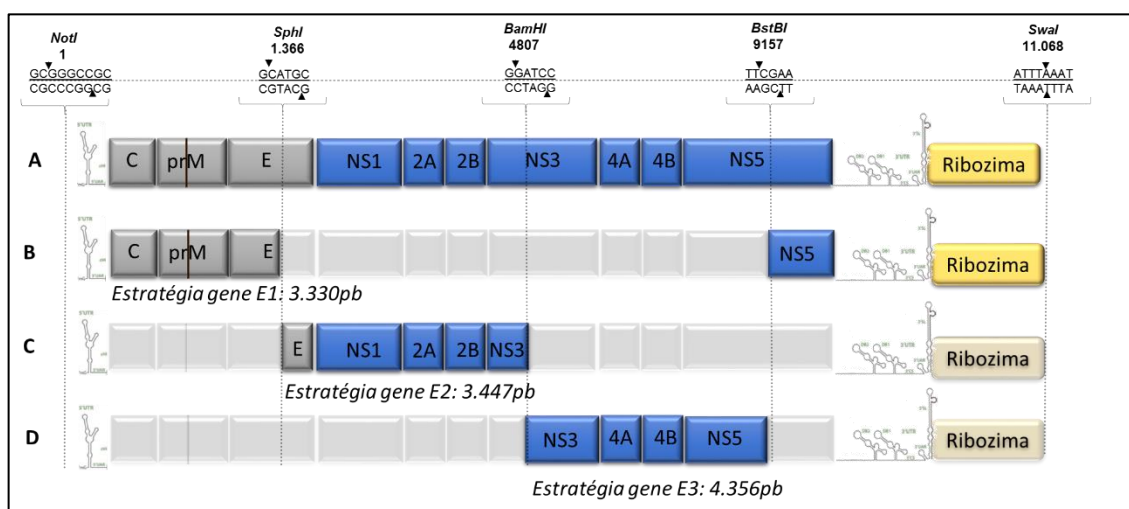 NotI SphI BamHI BstBI SwaI
1 1.366 4807 9157 11.068
GCGGGCCGC GCATGC GGATCC TTCGAA ATTTAAAT
CGCCCGGCG CGTACG CCTAGG AAGCTT TAAATTTA
A C prM E NS1 2A 2B NS3 4A 4B NS5 Ribozima
B C prM E NS5 Ribozima
Estratégia gene E1: 3.330pb
C E NS1 2A 2B NS3 Ribozima
Estratégia gene E2: 3.447pb
D NS3 4A 4B NS5 Ribozima
Estratégia gene E3: 4.356pb